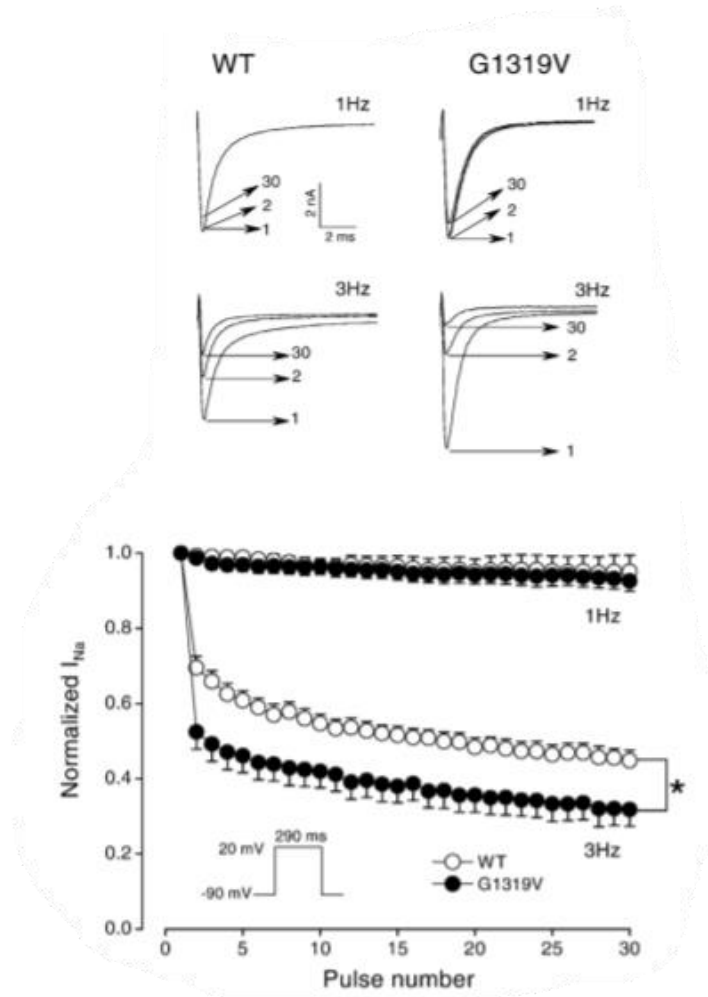 WT G1319V
1Hz 1Hz
30 30
2 2
1 1
2 nA
2 ms
3Hz 3Hz
30 30
2 2
1 1
Normalized I Na
1.0
0.8
0.6
0.4
0.2
0.0
1Hz
*
3Hz
290 ms
20 mV
-90 mV
WT
G1319V
0 5 10 15 20 25 30
Pulse number